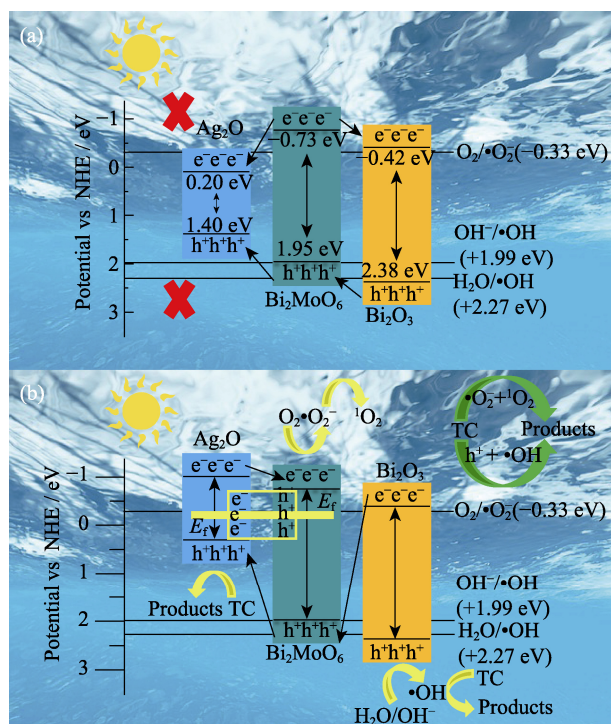 (a)
Potential vs NHE / eV
−1
0
1
2
3
Ag₂O
e⁻e⁻e⁻
0.20 eV
1.40 eV
h⁺h⁺h⁺
e⁻e⁻e⁻
−0.73 eV
1.95 eV
h⁺h⁺h⁺
Bi₂MoO₆
e⁻e⁻e⁻
−0.42 eV
2.38 eV
h⁺h⁺h⁺
Bi₂O₃
O₂/•O₂⁻(−0.33 eV)
OH⁻/•OH
(+1.99 eV)
H₂O/•OH
(+2.27 eV)
(b)
Potential vs NHE / eV
−1
0
1
2
3
O₂•O₂⁻
¹O₂
•O₂⁻+¹O₂
TC
Products
h⁺ + •OH
Ag₂O
e⁻e⁻e⁻
e⁻
e⁻
e⁻
E_f
h⁺h⁺h⁺
Products TC
e⁻e⁻e⁻
h⁺
h⁺
h⁺
E_f
h⁺h⁺h⁺
Bi₂MoO₆
Bi₂O₃
e⁻e⁻e⁻
h⁺h⁺h⁺
O₂/•O₂⁻(−0.33 eV)
OH⁻/•OH
(+1.99 eV)
H₂O/•OH
(+2.27 eV)
•OH
TC
H₂O/OH⁻
Products